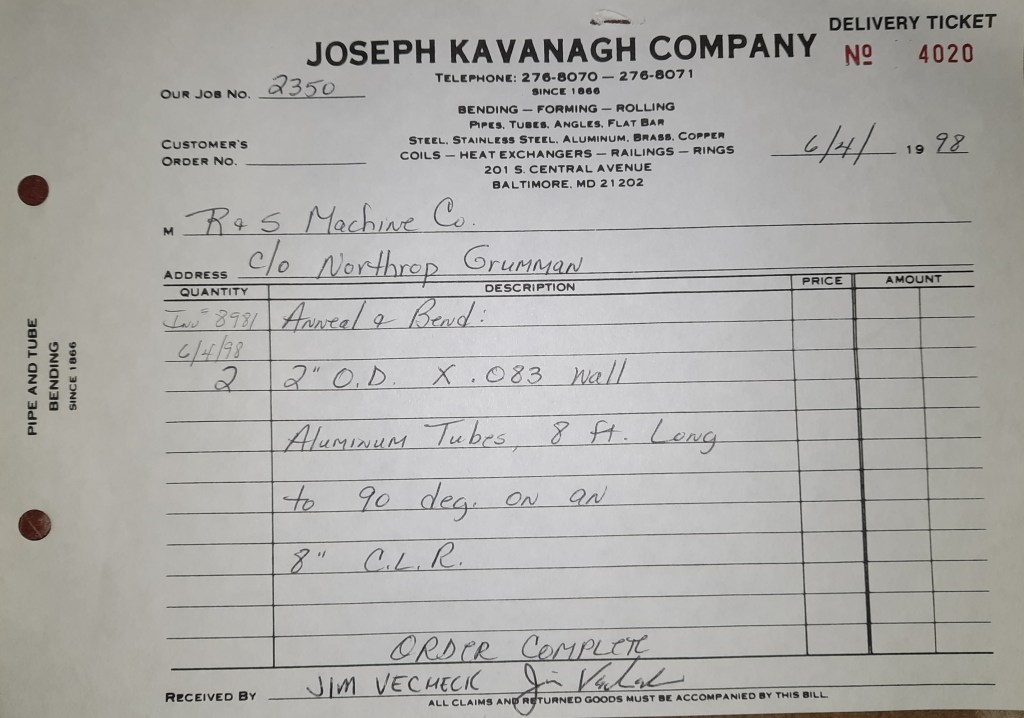 DELIVERY TICKET
JOSEPH KAVANAGH COMPANY
Nº 4020
TELEPHONE: 276-8070 — 276-8071
SINCE 1866
OUR JOB NO. 2350
BENDING — FORMING — ROLLING
PIPES, TUBES, ANGLES, FLAT BAR
STEEL, STAINLESS STEEL, ALUMINUM, BRASS, COPPER
COILS — HEAT EXCHANGERS — RAILINGS — RINGS
201 S. CENTRAL AVENUE
BALTIMORE, MD 21202
CUSTOMER'S
ORDER NO.
6/4/ 19 98
M R & S Machine Co.
ADDRESS c/o Northrop Grumman
QUANTITY DESCRIPTION PRICE AMOUNT
Inv# 8981 Anneal & Bend:
6/4/98
2 2" O.D. X .083 wall
Aluminum Tubes, 8 ft. Long
to 90 deg. on an
8" C.L.R.
ORDER COMPLETE
RECEIVED BY JIM VECHECK Jim
ALL CLAIMS AND RETURNED GOODS MUST BE ACCOMPANIED BY THIS BILL
PIPE AND TUBE
BENDING
SINCE 1866